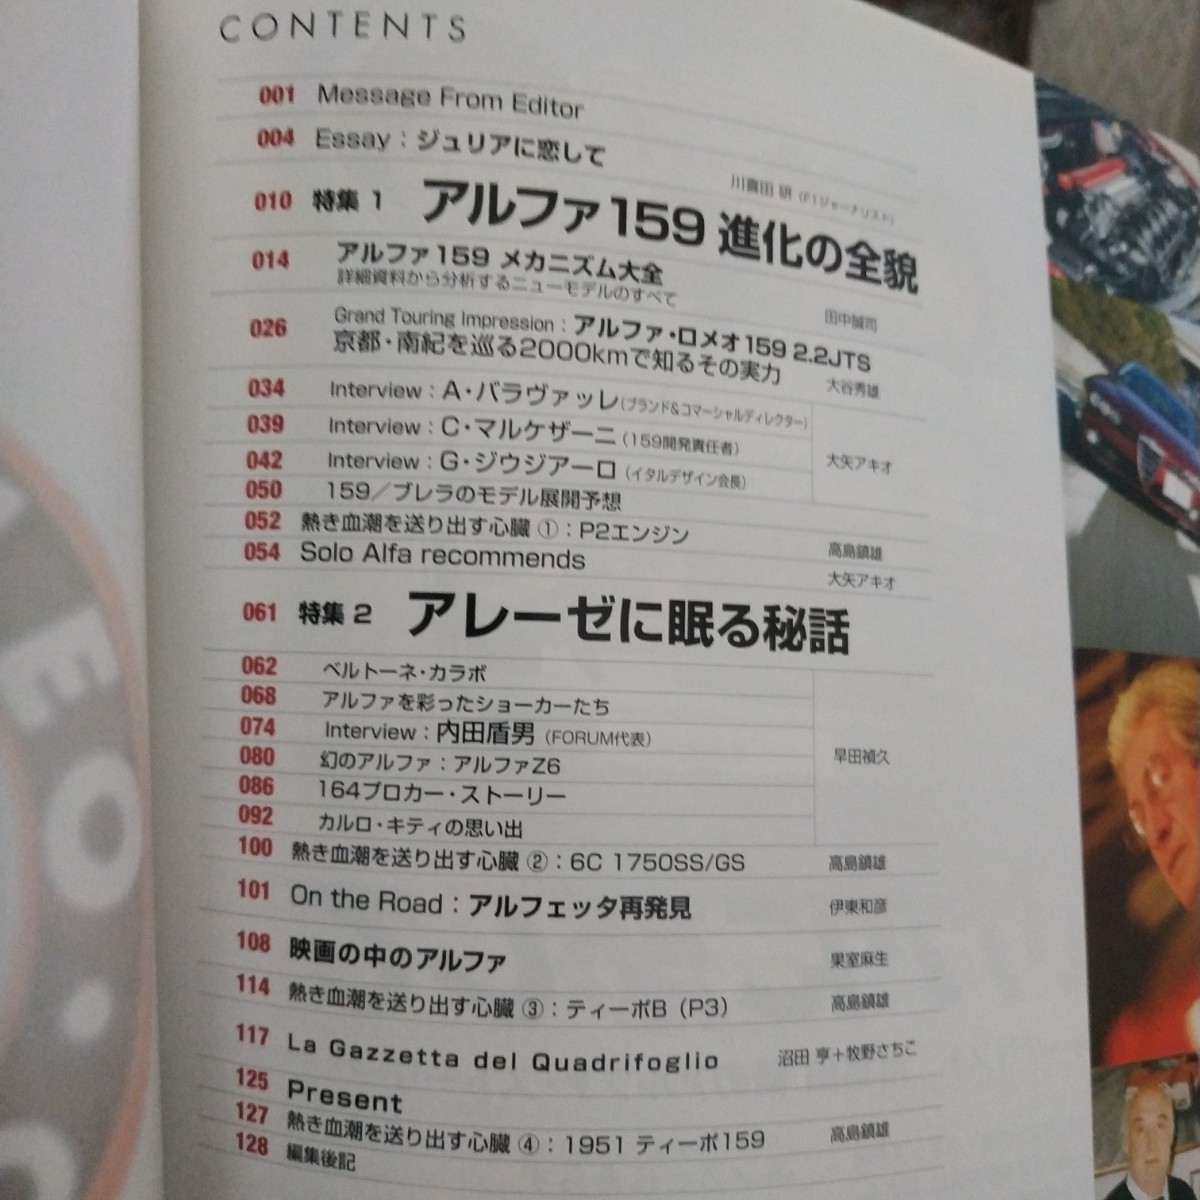 CONTENTS
001 Message From Editor
004 Essay：ジュリアに恋して
川喜田 研（F1ジャーナリスト）
010 特集 1 アルファ159 進化の全貌
014 アルファ159 メカニズム大全
詳細資料から分析するニューモデルのすべて
田中誠司
026 Grand Touring Impression：アルファ・ロメオ159 2.2JTS
京都・南紀を巡る2000kmで知るその実力
大谷秀雄
034 Interview：A・バラヴァッレ（ブランド&コマーシャルディレクター）
039 Interview：C・マルケザーニ（159開発責任者）
042 Interview：G・ジウジアーロ（イタルデザイン会長）
大矢アキオ
050 159／ブレラのモデル展開予想
052 熱き血潮を送り出す心臓 ①：P2エンジン
高島鎮雄
054 Solo Alfa recommends
大矢アキオ
061 特集 2 アレーゼに眠る秘話
062 ベルトーネ・カラボ
068 アルファを彩ったショーカーたち
074 Interview：内田盾男（FORUM代表）
080 幻のアルファ：アルファZ6
086 164プロカー・ストーリー
092 カルロ・キティの思い出
早田禎久
100 熱き血潮を送り出す心臓 ②：6C 1750SS/GS
高島鎮雄
101 On the Road：アルフェッタ再発見
伊東和彦
108 映画の中のアルファ
果室麻生
114 熱き血潮を送り出す心臓 ③：ティーポB（P3）
高島鎮雄
117 La Gazzetta del Quadrifoglio
沼田 亨＋牧野さちこ
125 Present
127 熱き血潮を送り出す心臓 ④：1951 ティーポ159
高島鎮雄
128 編集後記